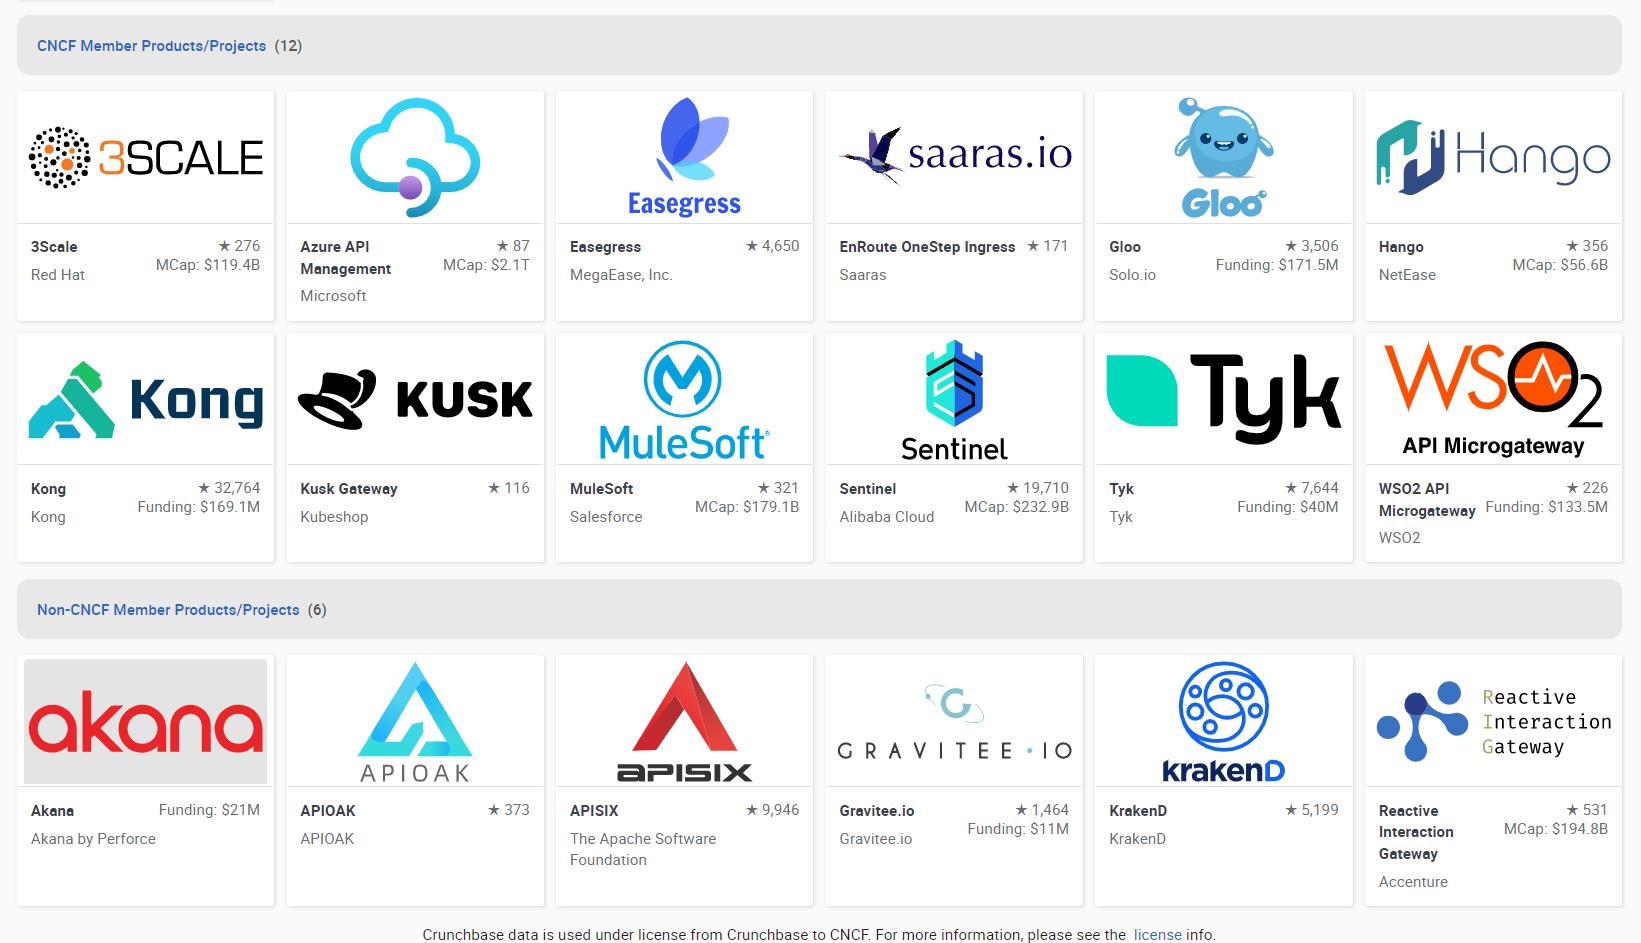 CNCF Member Products/Projects (12)
3SCALE
3Scale
★ 276
MCap: $119.4B
Red Hat
Azure API
Management
★ 87
MCap: $2.1T
Microsoft
Easegress
Easegress
★ 4,650
MegaEase, Inc.
saaras.io
EnRoute OneStep Ingress
★ 171
Saaras
Gloo
Gloo
★ 3,506
Funding: $171.5M
Solo.io
Hango
Hango
★ 356
MCap: $56.6B
NetEase
Kong
Kong
★ 32,764
Funding: $169.1M
Kong
KUSK
Kusk Gateway
★ 116
Kubeshop
MuleSoft®
MuleSoft
★ 321
MCap: $179.1B
Salesforce
Sentinel
Sentinel
★ 19,710
MCap: $232.9B
Alibaba Cloud
Tyk
Tyk
★ 7,644
Funding: $40M
Tyk
WSO2
API Microgateway
WSO2 API
Microgateway
★ 226
Funding: $133.5M
WSO2
Non-CNCF Member Products/Projects (6)
akana
Akana
Funding: $21M
Akana by Perforce
APIOAK
APIOAK
★ 373
APIOAK
APISIX
APISIX
★ 9,946
The Apache Software
Foundation
GRAVITEE·IO
Gravitee.io
★ 1,464
Funding: $11M
Gravitee.io
KrakenD
KrakenD
★ 5,199
KrakenD
Reactive
Interaction
Gateway
Reactive
Interaction
Gateway
★ 531
MCap: $194.8B
Accenture
Crunchbase data is used under license from Crunchbase to CNCF. For more information, please see the license info.